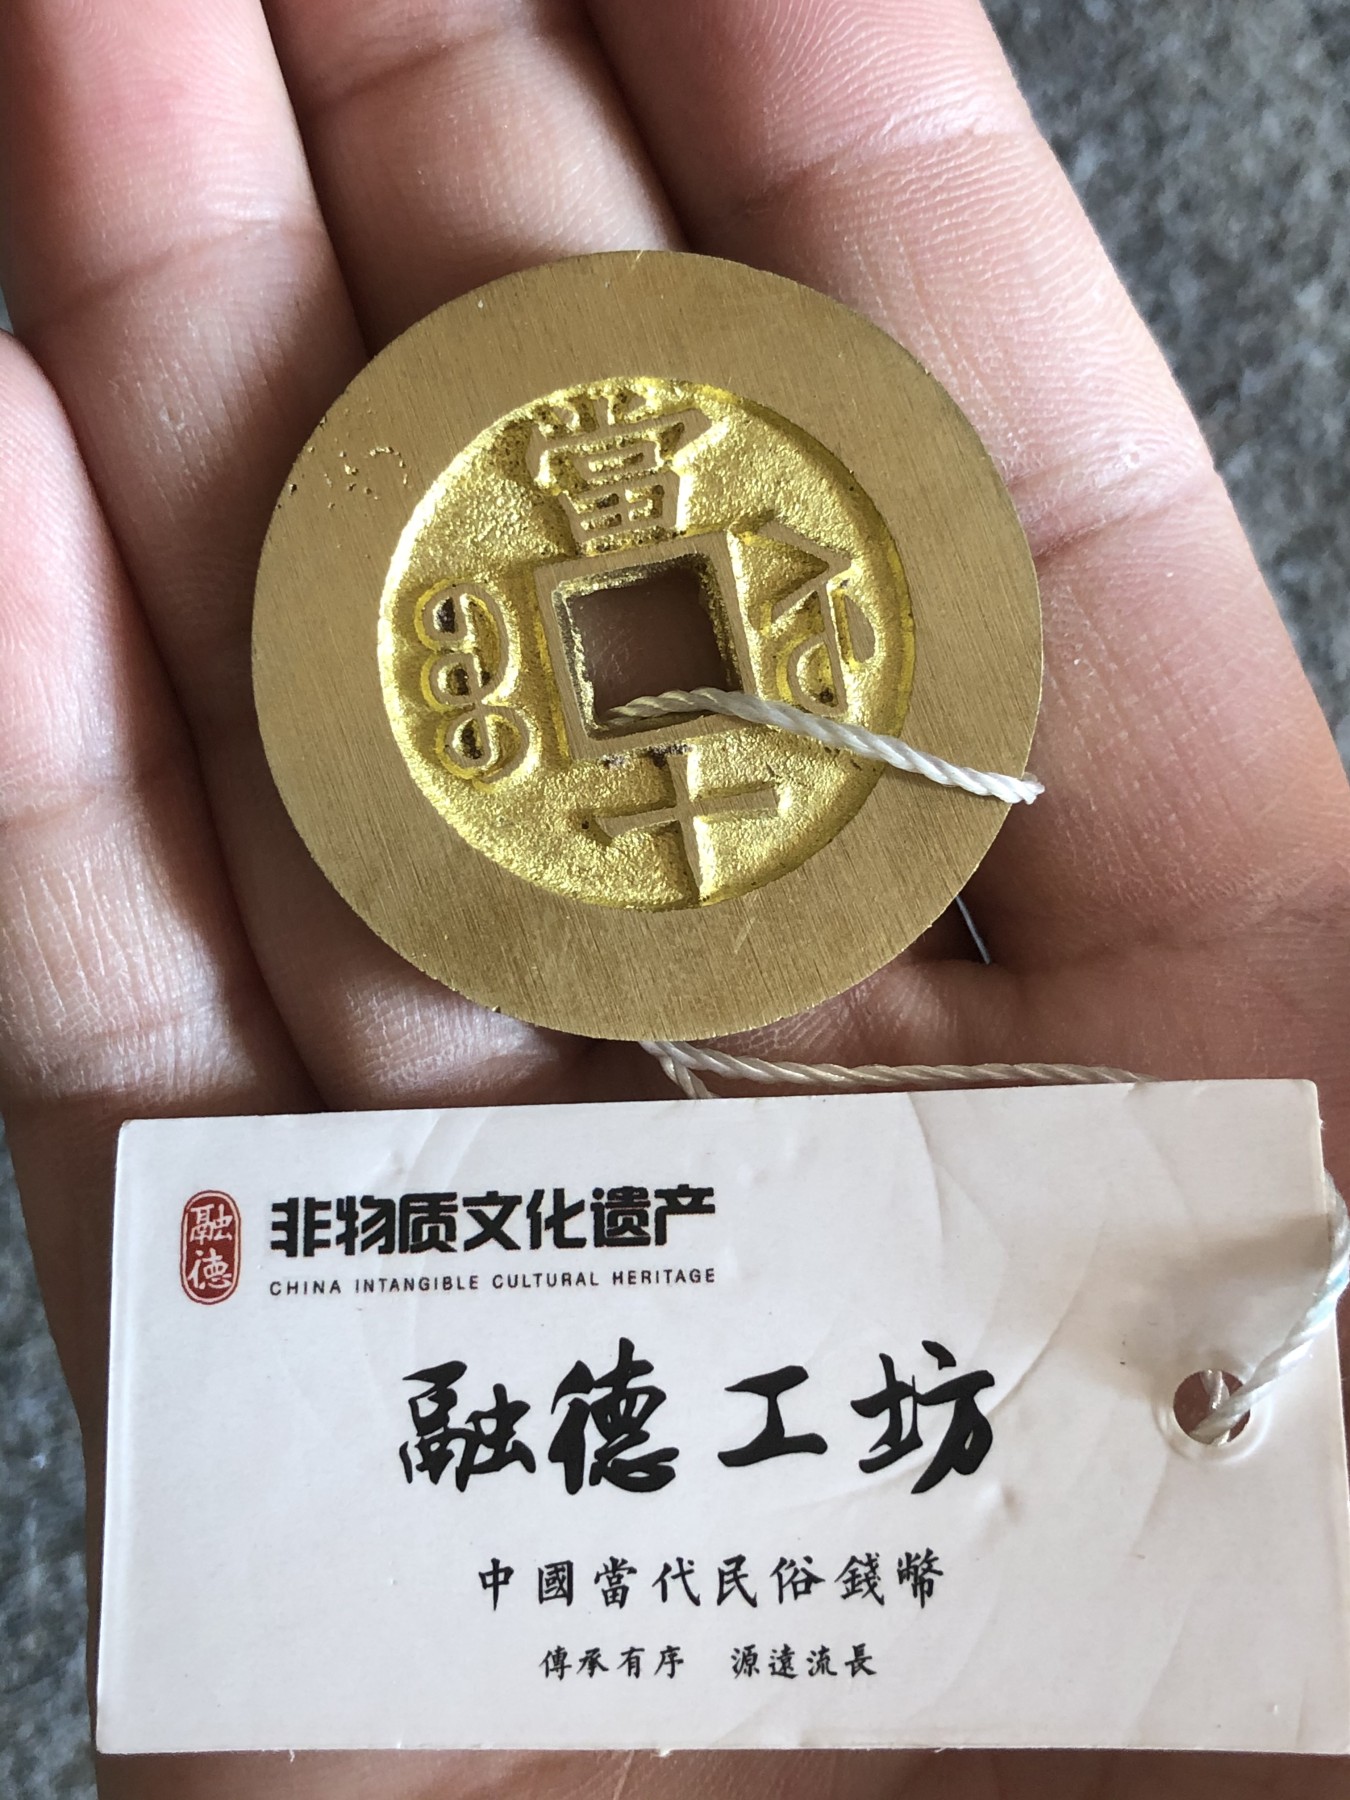 當
十
融德
非物质文化遗产
CHINA INTANGIBLE CULTURAL HERITAGE
融德工坊
中國當代民俗錢幣
傳承有序 源遠流長